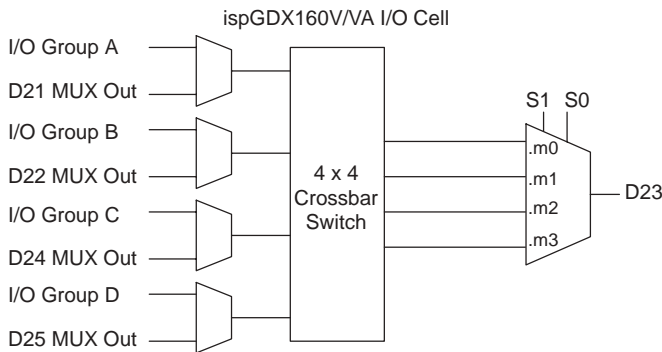 ispGDX160V/VA I/O Cell
I/O Group A
D21 MUX Out
I/O Group B
D22 MUX Out
I/O Group C
D24 MUX Out
I/O Group D
D25 MUX Out
4 x 4
Crossbar
Switch
S1 S0
.m0
.m1
.m2
.m3
D23